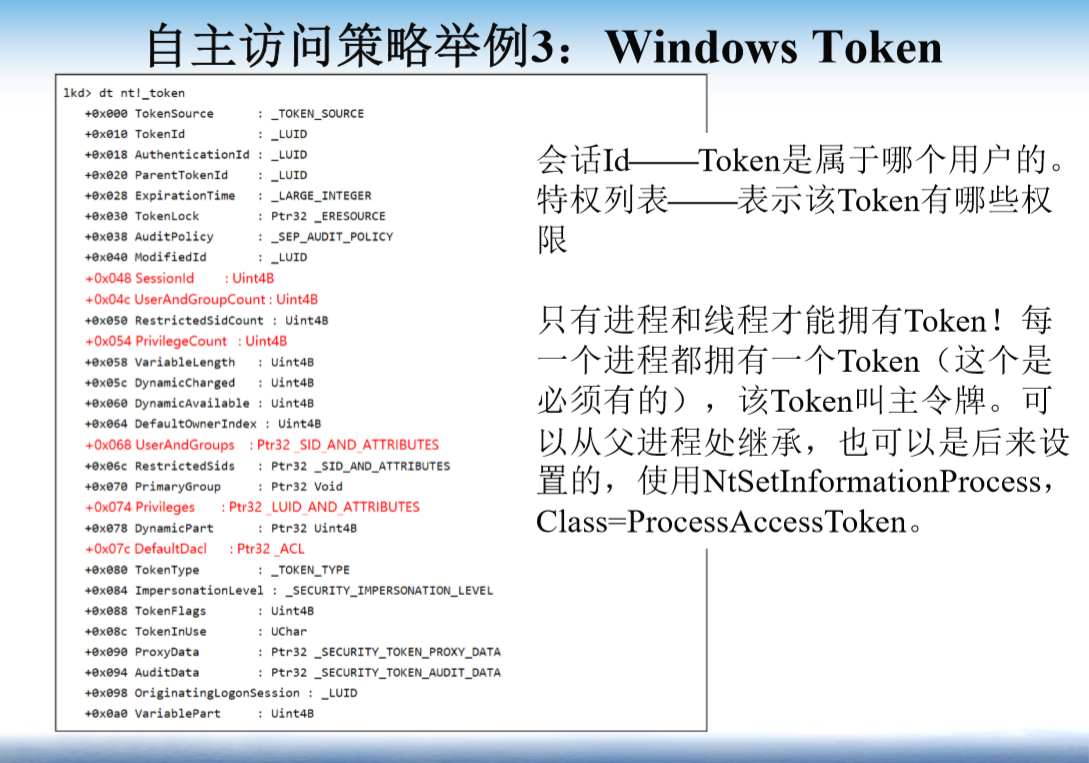 自主访问策略举例3：Windows Token
lkd> dt nt!_token
+0x000 TokenSource : _TOKEN_SOURCE
+0x010 TokenId : _LUID
+0x018 AuthenticationId : _LUID
+0x020 ParentTokenId : _LUID
+0x028 ExpirationTime : _LARGE_INTEGER
+0x030 TokenLock : Ptr32 _ERESOURCE
+0x038 AuditPolicy : _SEP_AUDIT_POLICY
+0x040 ModifiedId : _LUID
+0x048 SessionId : Uint4B
+0x04c UserAndGroupCount : Uint4B
+0x050 RestrictedSidCount : Uint4B
+0x054 PrivilegeCount : Uint4B
+0x058 VariableLength : Uint4B
+0x05c DynamicCharged : Uint4B
+0x060 DynamicAvailable : Uint4B
+0x064 DefaultOwnerIndex : Uint4B
+0x068 UserAndGroups : Ptr32 _SID_AND_ATTRIBUTES
+0x06c RestrictedSids : Ptr32 _SID_AND_ATTRIBUTES
+0x070 PrimaryGroup : Ptr32 Void
+0x074 Privileges : Ptr32 _LUID_AND_ATTRIBUTES
+0x078 DynamicPart : Ptr32 Uint4B
+0x07c DefaultDacl : Ptr32 _ACL
+0x080 TokenType : _TOKEN_TYPE
+0x084 ImpersonationLevel : _SECURITY_IMPERSONATION_LEVEL
+0x088 TokenFlags : Uint4B
+0x08c TokenInUse : UChar
+0x090 ProxyData : Ptr32 _SECURITY_TOKEN_PROXY_DATA
+0x094 AuditData : Ptr32 _SECURITY_TOKEN_AUDIT_DATA
+0x098 OriginatingLogonSession : _LUID
+0x0a0 VariablePart : Uint4B
会话Id——Token是属于哪个用户的。
特权列表——表示该Token有哪些权
限
只有进程和线程才能拥有Token！每
一个进程都拥有一个Token（这个是
必须有的），该Token叫主令牌。可
以从父进程处继承，也可以是后来设
置的，使用NtSetInformationProcess，
Class=ProcessAccessToken。